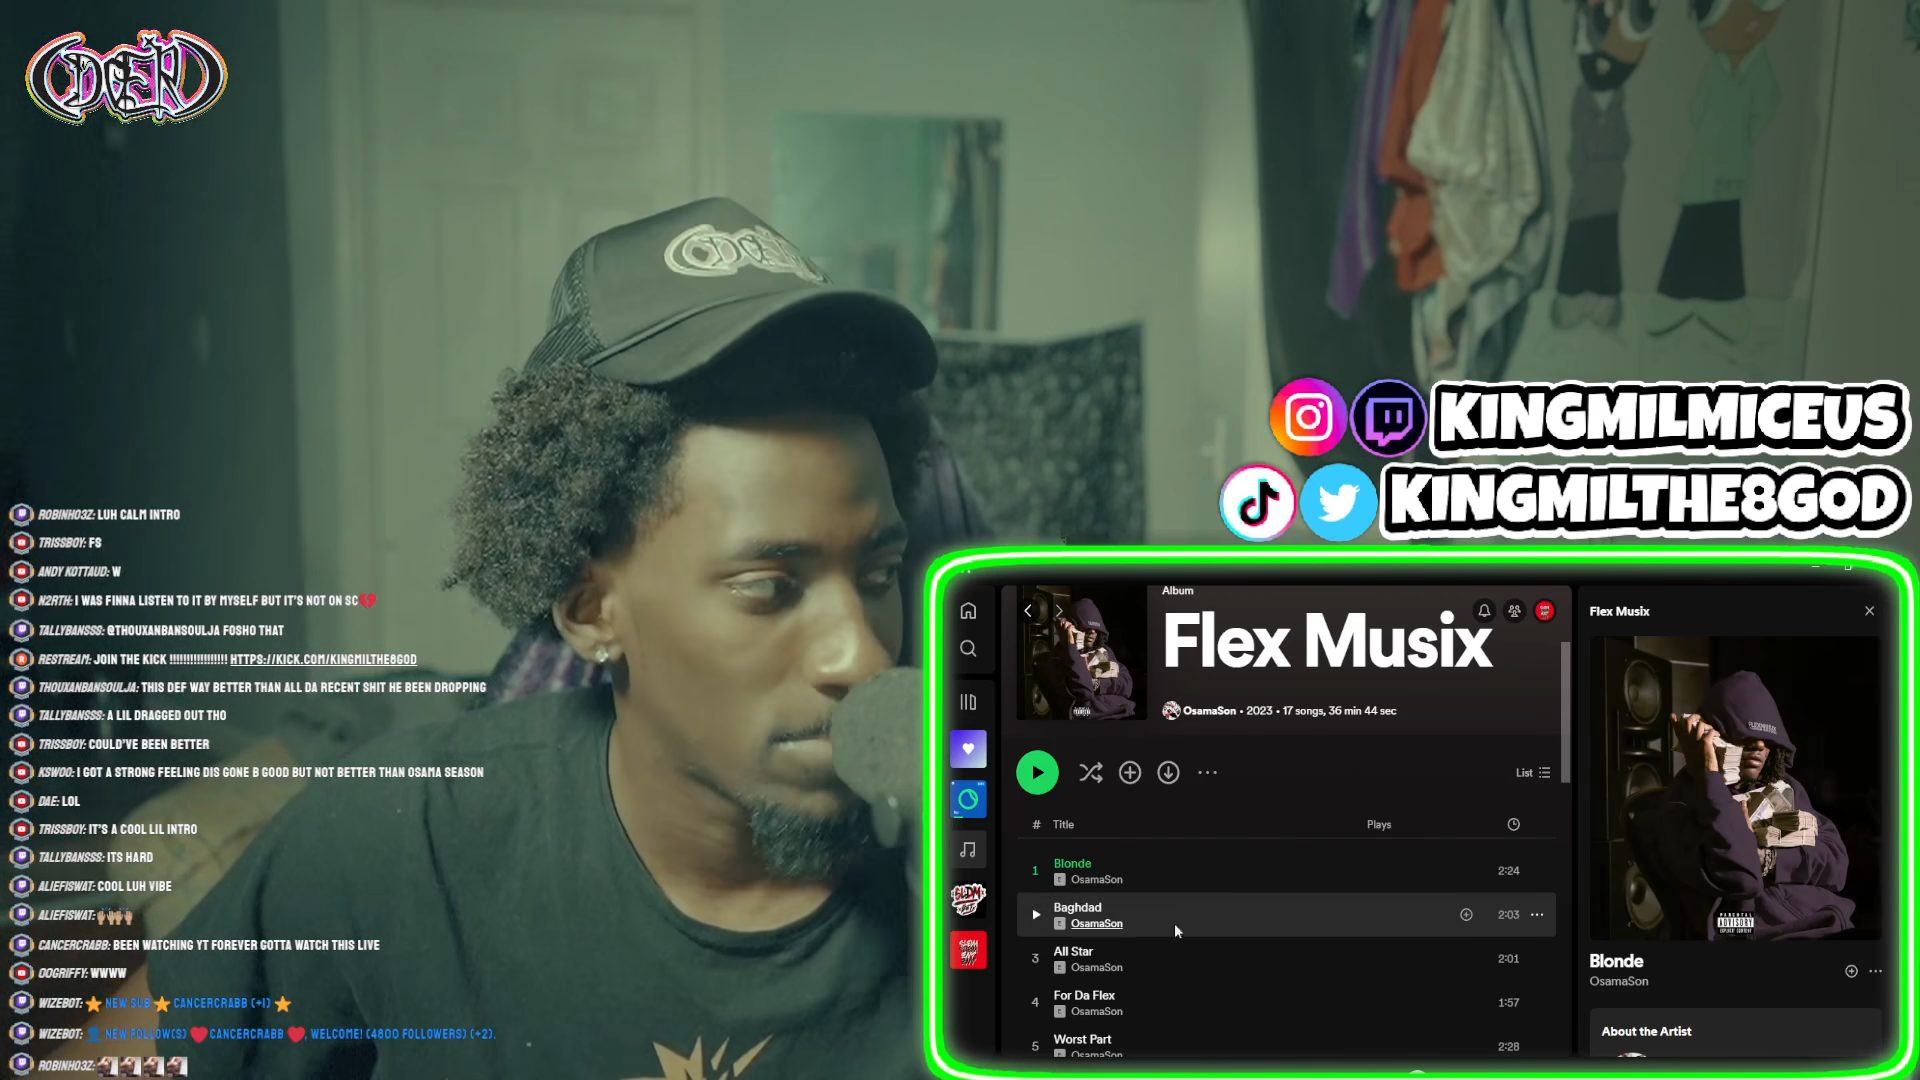 KINGMILMICEUS
KINGMILTHE8GOD
ROBINHO3Z: LUH CALM INTRO
TRISSBOY: FS
ANDY KOTTAUD: W
N2RTH: I WAS FINNA LISTEN TO IT BY MYSELF BUT IT'S NOT ON SC💔
TALLYBANSSS: @THOUXANBANSOULJA FOSHO THAT
RESTREAM: JOIN THE KICK !!!!!!!!!!!!!!!!! HTTPS://KICK.COM/KINGMILTHE8GOD
THOUXANBANSOULJA: THIS DEF WAY BETTER THAN ALL DA RECENT SHIT HE BEEN DROPPING
TALLYBANSSS: A LIL DRAGGED OUT THO
TRISSBOY: COULD'VE BEEN BETTER
KSWOO: I GOT A STRONG FEELING DIS GONE B GOOD BUT NOT BETTER THAN OSAMA SEASON
DAE: LOL
TRISSBOY: IT'S A COOL LIL INTRO
TALLYBANSSS: ITS HARD
ALIEFISWAT: COOL LUH VIBE
ALIEFISWAT: 🙌🏽🙌🏽
CANCERCRABB: BEEN WATCHING YT FOREVER GOTTA WATCH THIS LIVE
OOGRIFFY: WWWW
WIZEBOT: ⭐ NEW SUB ⭐ CANCERCRABB (+1) ⭐
WIZEBOT: 👤 NEW FOLLOW(S) ❤ CANCERCRABB ❤, WELCOME! (4800 FOLLOWERS) (+2).
ROBINHO3Z:
Album
Flex Musix
OsamaSon • 2023 • 17 songs, 36 min 44 sec
List
# Title Plays
1 Blonde 2:24
E OsamaSon
Baghdad 2:03
E OsamaSon
3 All Star 2:01
E OsamaSon
4 For Da Flex 1:57
E OsamaSon
5 Worst Part 2:28
E OsamaSon
Flex Musix
PARENTAL
ADVISORY
EXPLICIT CONTENT
Blonde
OsamaSon
About the Artist